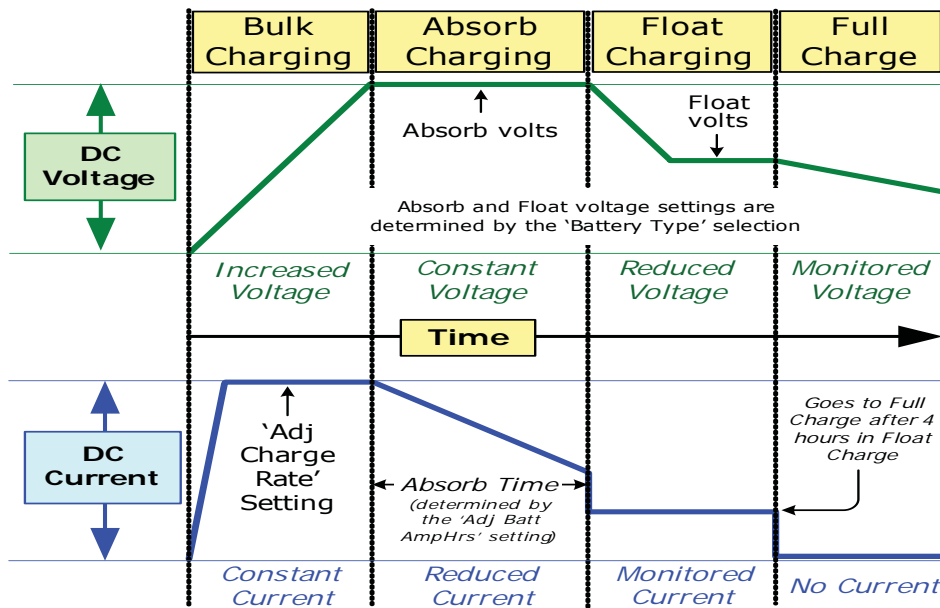 Bulk
Charging
Absorb
Charging
Float
Charging
Full
Charge
DC
Voltage
Absorb volts
Float
volts
Absorb and Float voltage settings are
determined by the ‘Battery Type’ selection
Increased
Voltage
Constant
Voltage
Reduced
Voltage
Monitored
Voltage
Time
DC
Current
‘Adj
Charge
Rate’
Setting
Absorb Time
(determined by
the ‘Adj Batt
AmpHrs’ setting)
Goes to Full
Charge after 4
hours in Float
Charge
Constant
Current
Reduced
Current
Monitored
Current
No Current